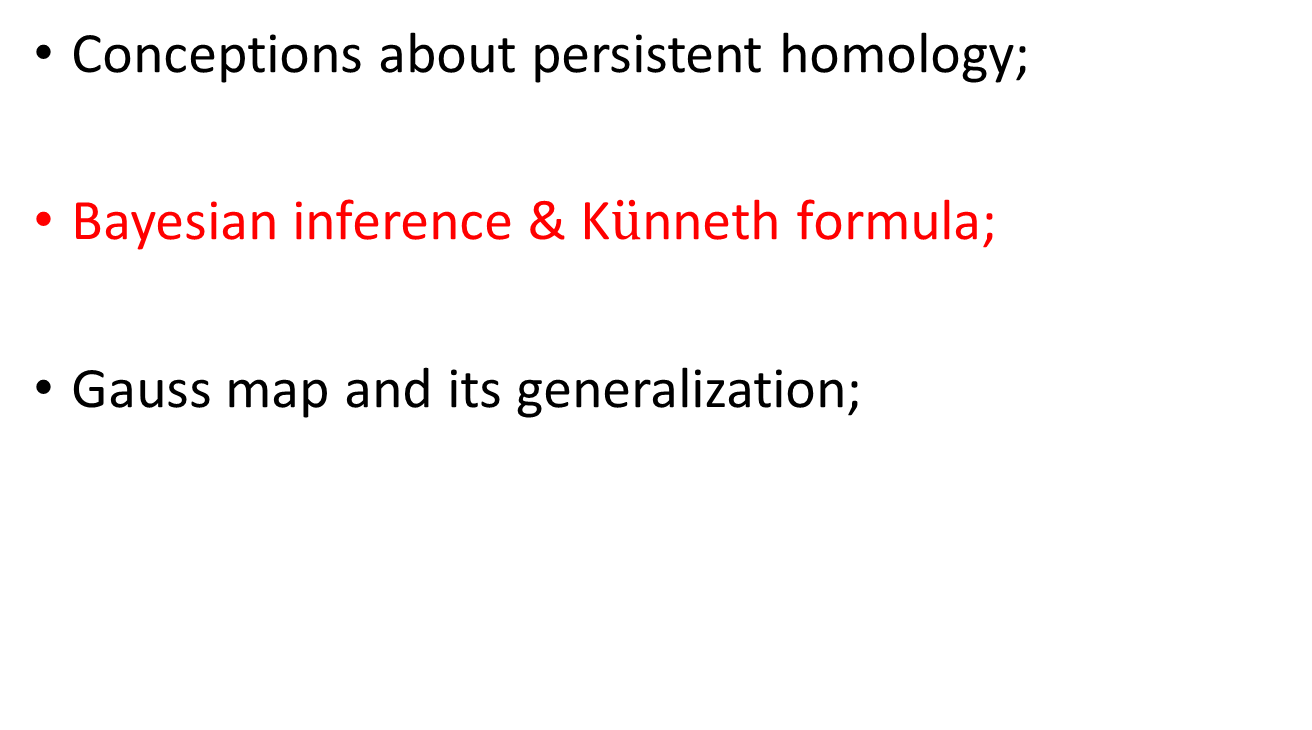 • Conceptions about persistent homology;
• Bayesian inference & Künneth formula;
• Gauss map and its generalization;